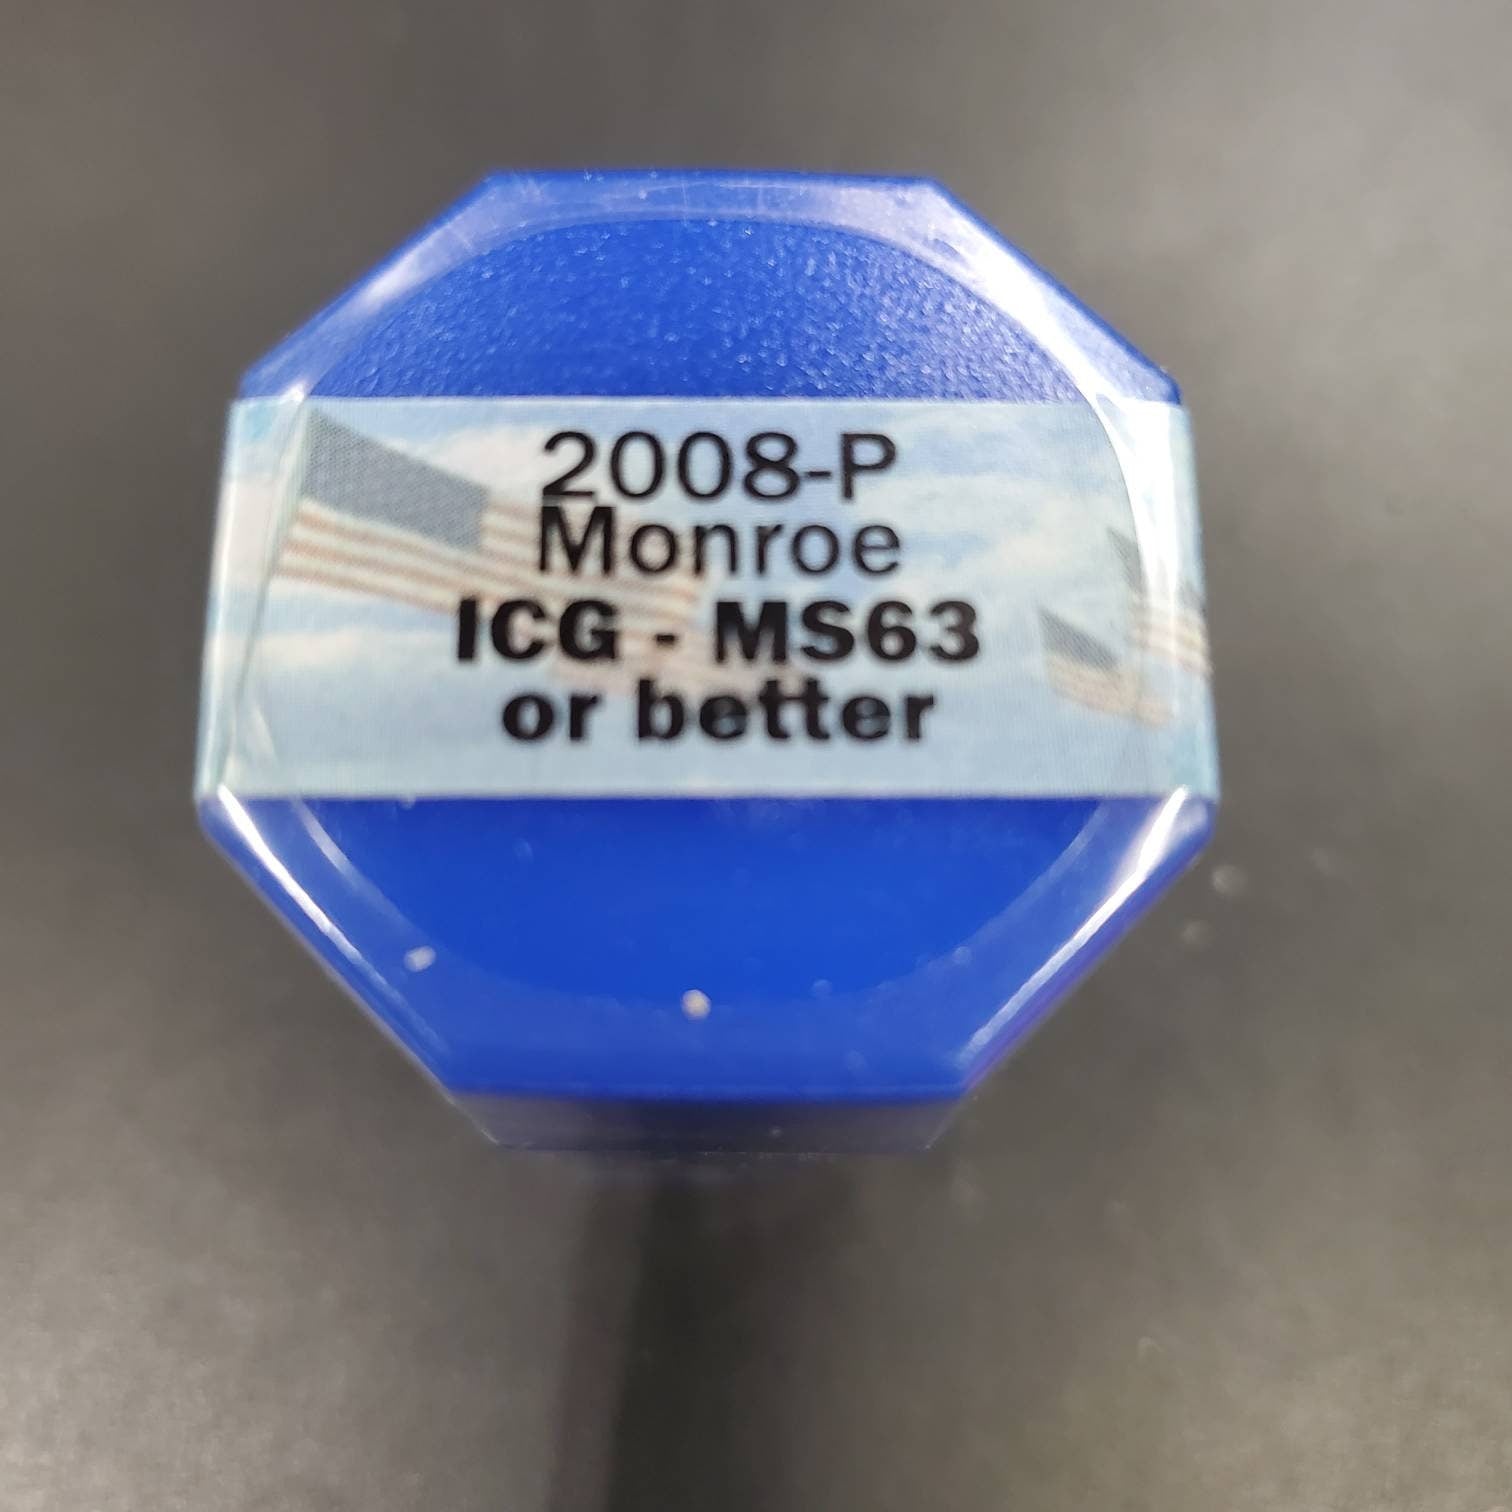 2008-P
Monroe
ICG - MS63
or better